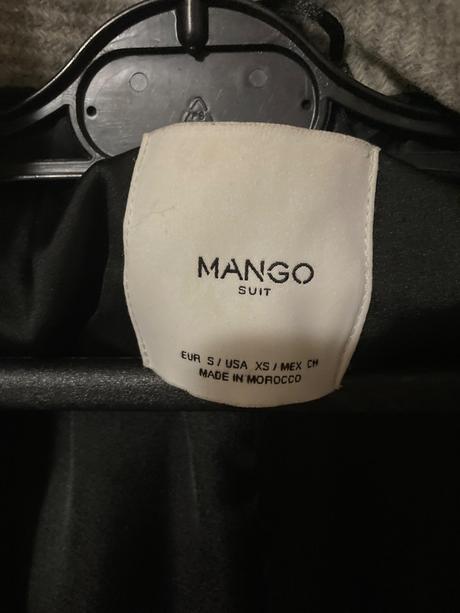 MANGO
SUIT
EUR S / USA XS / MEX CH
MADE IN MOROCCO